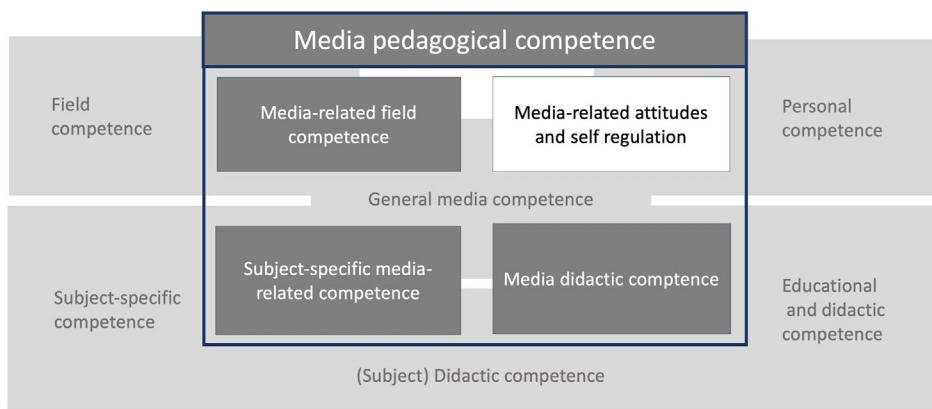 Media pedagogical competence
Field
competence
Media-related field
competence
Media-related attitudes
and self regulation
Personal
competence
General media competence
Subject-specific
competence
Subject-specific media-
related competence
Media didactic comptence
Educational
and didactic
competence
(Subject) Didactic competence